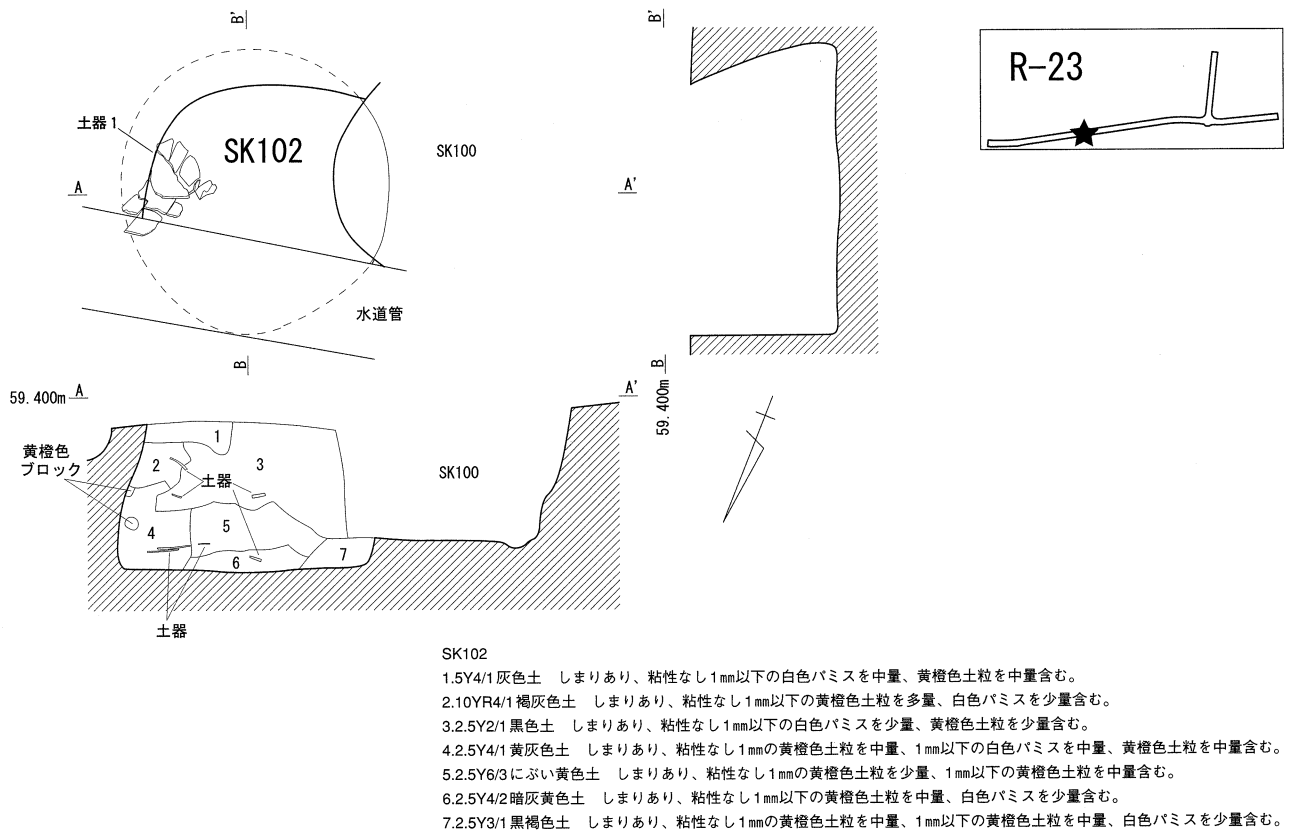 B'
土器1
SK102
SK100
A
A'
水道管
B
B'
B
59.400m
R-23
59.400m A
A'
黄橙色
ブロック
1
2
3
土器
SK100
4
5
6
7
土器
SK102
1.5Y4/1灰色土　しまりあり、粘性なし1㎜以下の白色パミスを中量、黄橙色土粒を中量含む。
2.10YR4/1褐灰色土　しまりあり、粘性なし1㎜以下の黄橙色土粒を多量、白色パミスを少量含む。
3.2.5Y2/1黒色土　しまりあり、粘性なし1㎜以下の白色パミスを少量、黄橙色土粒を少量含む。
4.2.5Y4/1黄灰色土　しまりあり、粘性なし1㎜の黄橙色土粒を中量、1㎜以下の白色パミスを中量、黄橙色土粒を中量含む。
5.2.5Y6/3にぶい黄色土　しまりあり、粘性なし1㎜の黄橙色土粒を少量、1㎜以下の黄橙色土粒を中量含む。
6.2.5Y4/2暗灰黄色土　しまりあり、粘性なし1㎜以下の黄橙色土粒を中量、白色パミスを少量含む。
7.2.5Y3/1黒褐色土　しまりあり、粘性なし1㎜の黄橙色土粒を中量、1㎜以下の黄橙色土粒を中量、白色パミスを少量含む。